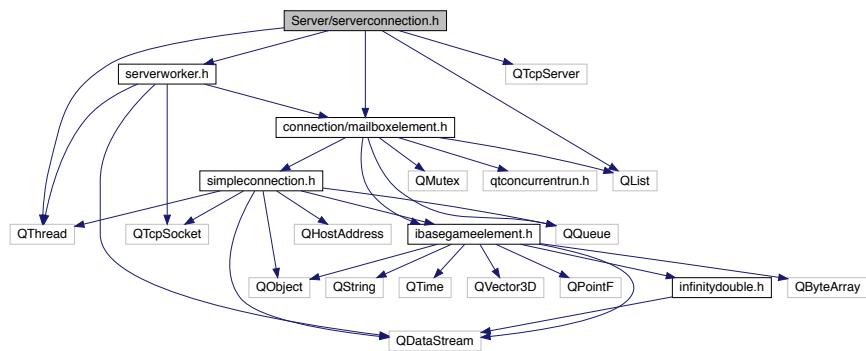 Server/serverconnection.h
serverworker.h
QTcpServer
connection/mailboxelement.h
simpleconnection.h
QMutex
qtconcurrentrun.h
QList
QThread
QTcpSocket
QHostAddress
ibasegameelement.h
QQueue
QObject
QString
QTime
QVector3D
QPointF
infinitydouble.h
QByteArray
QDataStream